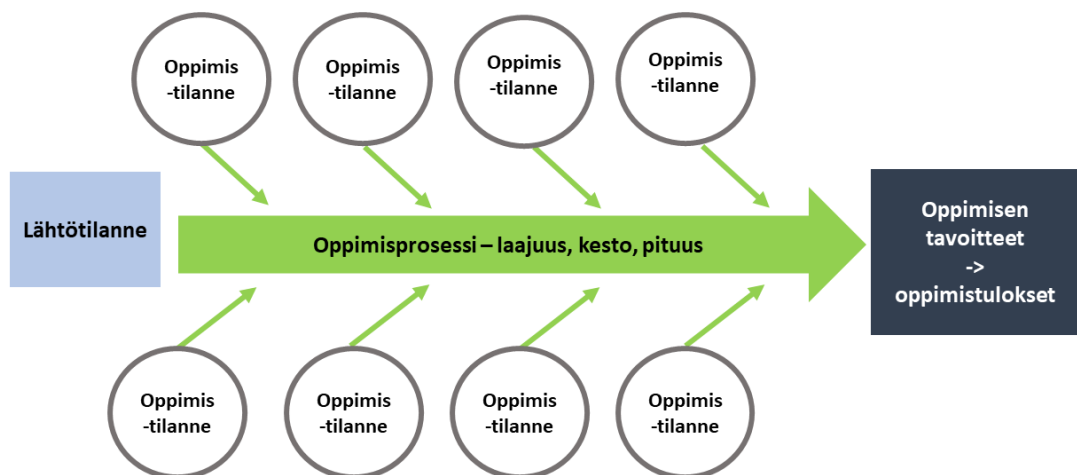 Oppimis
-tilanne
Oppimis
-tilanne
Oppimis
-tilanne
Oppimis
-tilanne
Lähtötilanne
Oppimisprosessi – laajuus, kesto, pituus
Oppimisen
tavoitteet
->
oppimistulokset
Oppimis
-tilanne
Oppimis
-tilanne
Oppimis
-tilanne
Oppimis
-tilanne